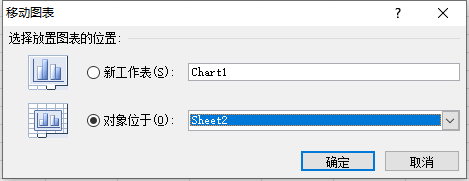 移动图表
?
选择放置图表的位置:
新工作表(S): Chart1
对象位于(O): Sheet2
确定 取消